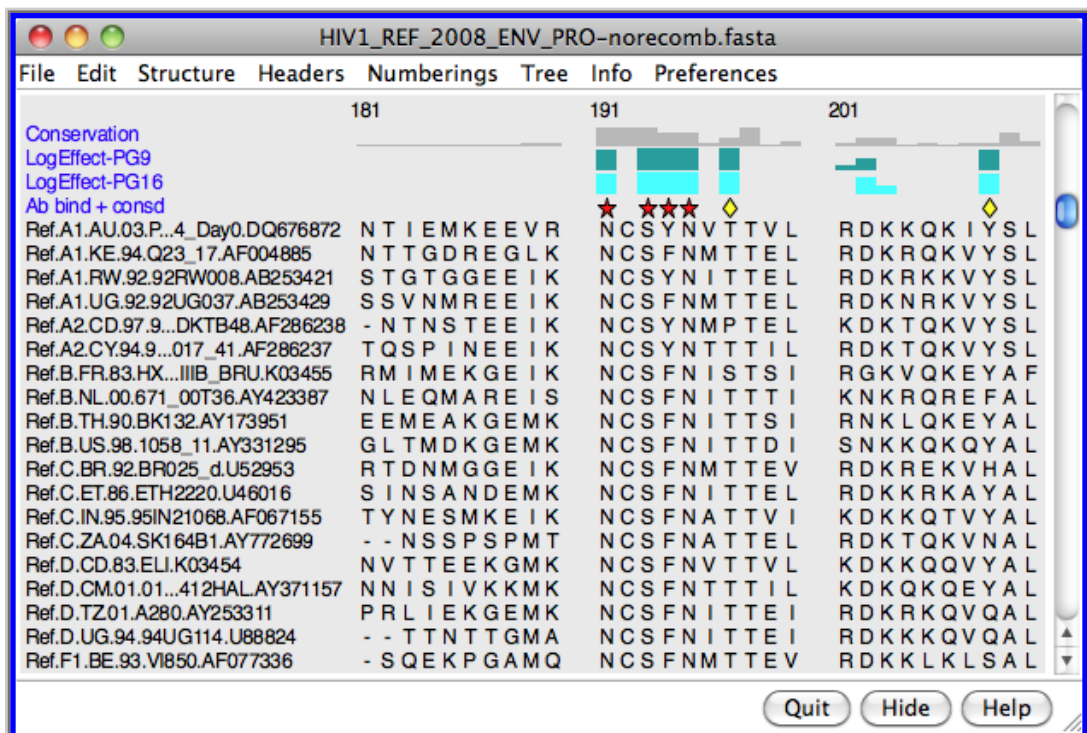 HIV1_REF_2008_ENV_PRO-norecomb.fasta
File Edit Structure Headers Numberings Tree Info Preferences
181 191 201
Conservation
LogEffect-PG9
LogEffect-PG16
Ab bind + consd
Ref.A1.AU.03.P...4_Day0.DQ676872 N T I E M K E E V R N C S Y N V T T V L R D K K Q K I Y S L
Ref.A1.KE.94.Q23_17.AF004885 N T T G D R E G L K N C S F N M T T E L R D K R Q K V Y S L
Ref.A1.RW.92.92RW008.AB253421 S T G T G G E E I K N C S Y N I T T E L R D K R K K V Y S L
Ref.A1.UG.92.92UG037.AB253429 S S V N M R E E I K N C S F N M T T E L R D K N R K V Y S L
Ref.A2.CD.97.9...DKTB48.AF286238 - N T N S T E E I K N C S Y N M P T E L K D K T Q K V Y S L
Ref.A2.CY.94.9...017_41.AF286237 T Q S P I N E E I K N C S Y N T T T I L R D K T Q K V Y S L
Ref.B.FR.83.HX...IIIB_BRU.K03455 R M I M E K G E I K N C S F N I S T S I R G K V Q K E Y A F
Ref.B.NL.00.671_00T36.AY423387 N L E Q M A R E I S N C S F N I T T T I K N K R Q R E F A L
Ref.B.TH.90.BK132.AY173951 E E M E A K G E M K N C S F N I T T S I R N K L Q K E Y A L
Ref.B.US.98.1058_11.AY331295 G L T M D K G E M K N C S F N I T T D I S N K K Q K Q Y A L
Ref.C.BR.92.BR025_d.U52953 R T D N M G G E I K N C S F N M T T E V R D K R E K V H A L
Ref.C.ET.86.ETH2220.U46016 S I N S A N D E M K N C S F N I T T E L R D K K R K A Y A L
Ref.C.IN.95.95IN21068.AF067155 T Y N E S M K E I K N C S F N A T T V I K D K K Q T V Y A L
Ref.C.ZA.04.SK164B1.AY772699 - - N S S P S P M T N C S F N A T T E L R D K T Q K V N A L
Ref.D.CD.83.ELI.K03454 N V T T E E K G M K N C S F N V T T V L K D K K Q Q V Y A L
Ref.D.CM.01.01...412HAL.AY371157 N N I S I V K K M K N C S F N T T T I L K D K Q K Q E Y A L
Ref.D.TZ.01.A280.AY253311 P R L I E K G E M K N C S F N I T T E I R D K R K Q V Q A L
Ref.D.UG.94.94UG114.U88824 - - T T N T T G M A N C S F N I T T E I R D K K K Q V Q A L
Ref.F1.BE.93.VI850.AF077336 - S Q E K P G A M Q N C S F N M T T E V R D K K L K L S A L
Quit Hide Help